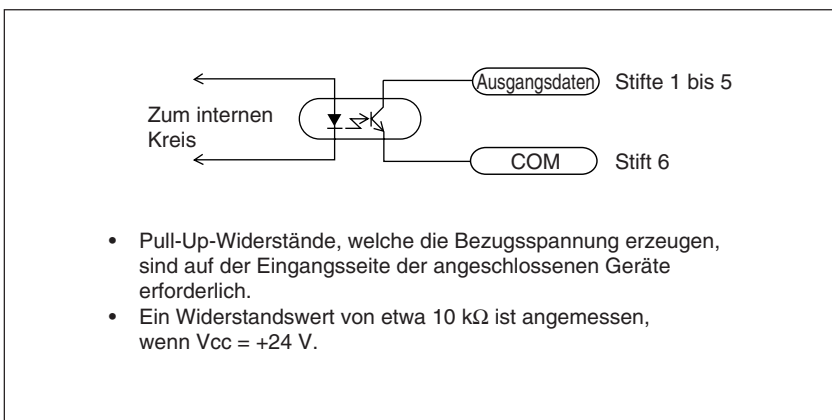 Ausgangsdaten Stifte 1 bis 5
Zum internen
Kreis
COM Stift 6
• Pull-Up-Widerstände, welche die Bezugsspannung erzeugen,
sind auf der Eingangsseite der angeschlossenen Geräte
erforderlich.
• Ein Widerstandswert von etwa 10 kΩ ist angemessen,
wenn Vcc = +24 V.